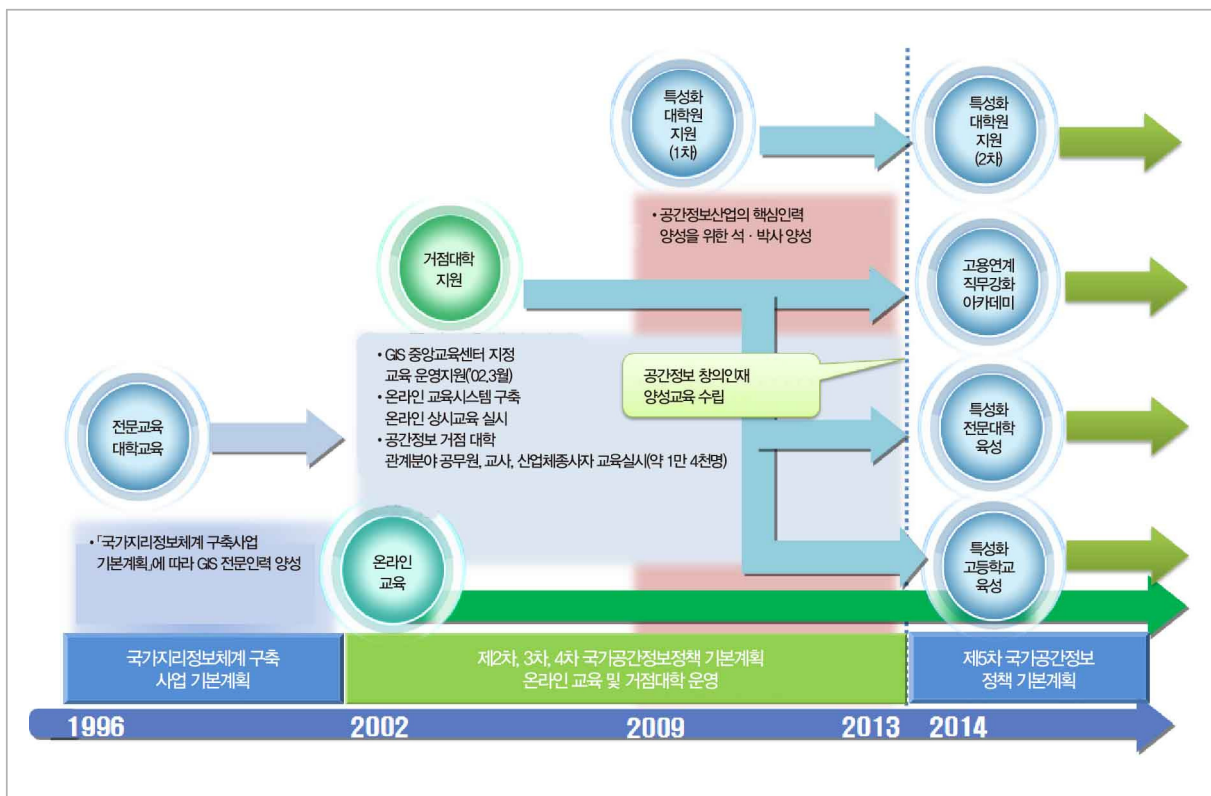 특성화
대학원
지원
(1차)
특성화
대학원
지원
(2차)
• 공간정보산업의 핵심인력
양성을 위한 석 · 박사 양성
거점대학
지원
고용연계
직무강화
아카데미
• GIS 중앙교육센터 지정
교육 운영지원('02.3월)
• 온라인 교육시스템 구축
온라인 상시교육 실시
• 공간정보 거점 대학
관계분야 공무원, 교사, 산업체종사자 교육실시(약 1만 4천명)
공간정보 창의인재
양성교육 수립
전문교육
대학교육
특성화
전문대학
육성
• 「국가지리정보체계 구축사업
기본계획」에 따라 GIS 전문인력 양성
온라인
교육
특성화
고등학교
육성
국가지리정보체계 구축
사업 기본계획
제2차, 3차, 4차 국가공간정보정책 기본계획
온라인 교육 및 거점대학 운영
제5차 국가공간정보
정책 기본계획
1996
2002
2009
2013
2014